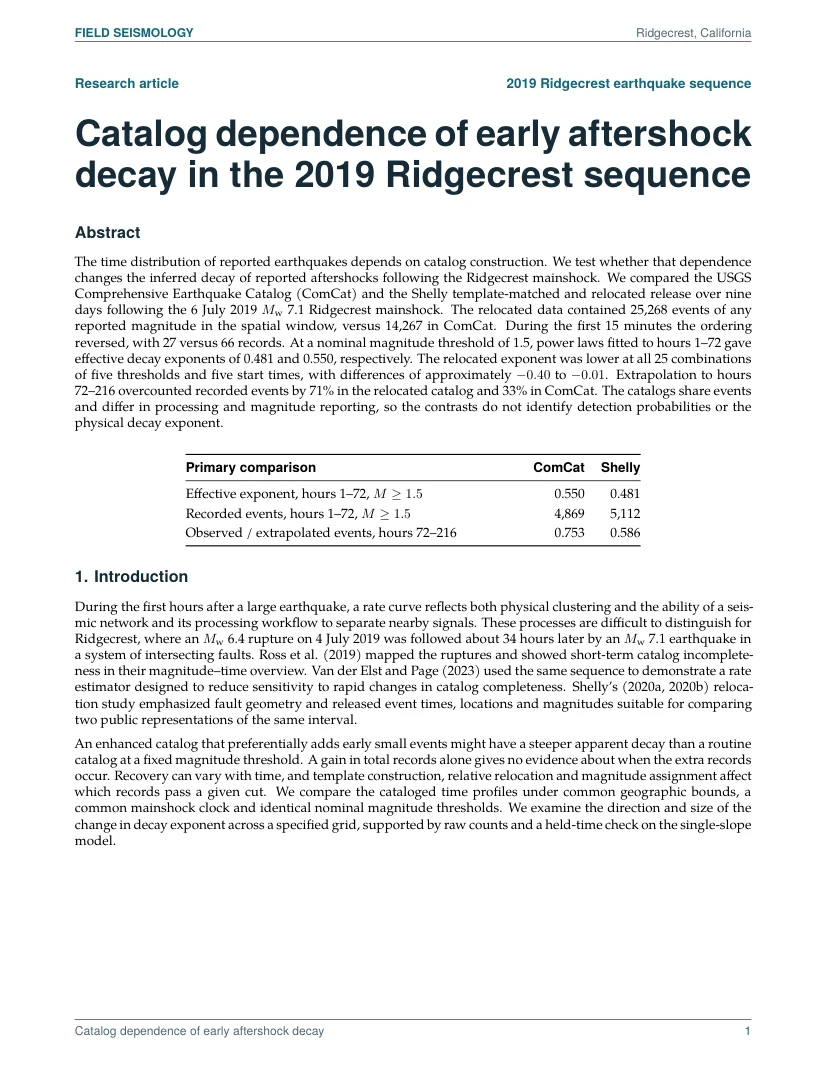 FIELD SEISMOLOGY
Ridgecrest, California
Research article
2019 Ridgecrest earthquake sequence
Catalog dependence of early aftershock
decay in the 2019 Ridgecrest sequence
Abstract
The time distribution of reported earthquakes depends on catalog construction. We test whether that dependence
changes the inferred decay of reported aftershocks following the Ridgecrest mainshock. We compared the USGS
Comprehensive Earthquake Catalog (ComCat) and the Shelly template-matched and relocated release over nine
days following the 6 July 2019 Mw 7.1 Ridgecrest mainshock. The relocated data contained 25,268 events of any
reported magnitude in the spatial window, versus 14,267 in ComCat. During the first 15 minutes the ordering
reversed, with 27 versus 66 records. At a nominal magnitude threshold of 1.5, power laws fitted to hours 1–72 gave
effective decay exponents of 0.481 and 0.550, respectively. The relocated exponent was lower at all 25 combinations
of five thresholds and five start times, with differences of approximately −0.40 to −0.01. Extrapolation to hours
72–216 overcounted recorded events by 71% in the relocated catalog and 33% in ComCat. The catalogs share events
and differ in processing and magnitude reporting, so the contrasts do not identify detection probabilities or the
physical decay exponent.
Primary comparison ComCat Shelly
Effective exponent, hours 1–72, M ≥ 1.5 0.550 0.481
Recorded events, hours 1–72, M ≥ 1.5 4,869 5,112
Observed / extrapolated events, hours 72–216 0.753 0.586
1. Introduction
During the first hours after a large earthquake, a rate curve reflects both physical clustering and the ability of a seis-
mic network and its processing workflow to separate nearby signals. These processes are difficult to distinguish for
Ridgecrest, where an Mw 6.4 rupture on 4 July 2019 was followed about 34 hours later by an Mw 7.1 earthquake in
a system of intersecting faults. Ross et al. (2019) mapped the ruptures and showed short-term catalog incomplete-
ness in their magnitude–time overview. Van der Elst and Page (2023) used the same sequence to demonstrate a rate
estimator designed to reduce sensitivity to rapid changes in catalog completeness. Shelly’s (2020a, 2020b) reloca-
tion study emphasized fault geometry and released event times, locations and magnitudes suitable for comparing
two public representations of the same interval.
An enhanced catalog that preferentially adds early small events might have a steeper apparent decay than a routine
catalog at a fixed magnitude threshold. A gain in total records alone gives no evidence about when the extra records
occur. Recovery can vary with time, and template construction, relative relocation and magnitude assignment affect
which records pass a given cut. We compare the cataloged time profiles under common geographic bounds, a
common mainshock clock and identical nominal magnitude thresholds. We examine the direction and size of the
change in decay exponent across a specified grid, supported by raw counts and a held-time check on the single-slope
model.
Catalog dependence of early aftershock decay
1